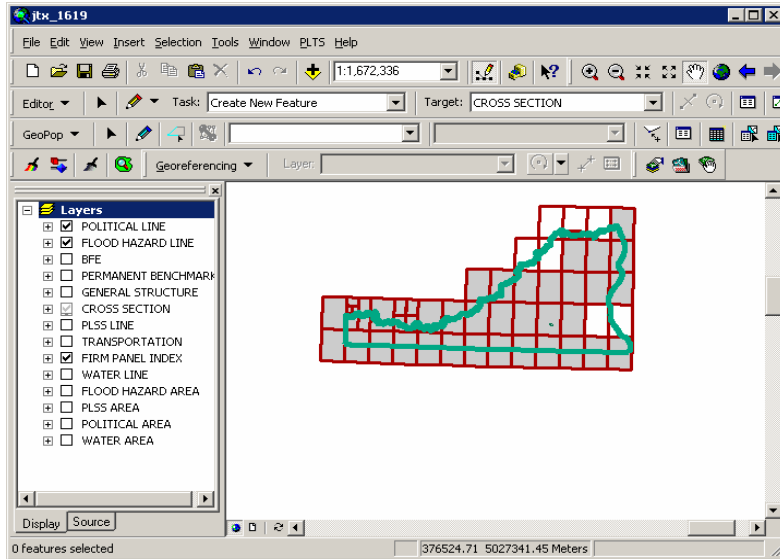 jtx_1619
File Edit View Insert Selection Tools Window PLTS Help
1:1,672,336
Editor Task: Create New Feature Target: CROSS SECTION
GeoPop
Georeferencing Layer:
Layers
POLITICAL LINE
FLOOD HAZARD LINE
BFE
PERMANENT BENCHMARK
GENERAL STRUCTURE
CROSS SECTION
PLSS LINE
TRANSPORTATION
FIRM PANEL INDEX
WATER LINE
FLOOD HAZARD AREA
PLSS AREA
POLITICAL AREA
WATER AREA
Display Source
0 features selected 376524.71 5027341.45 Meters